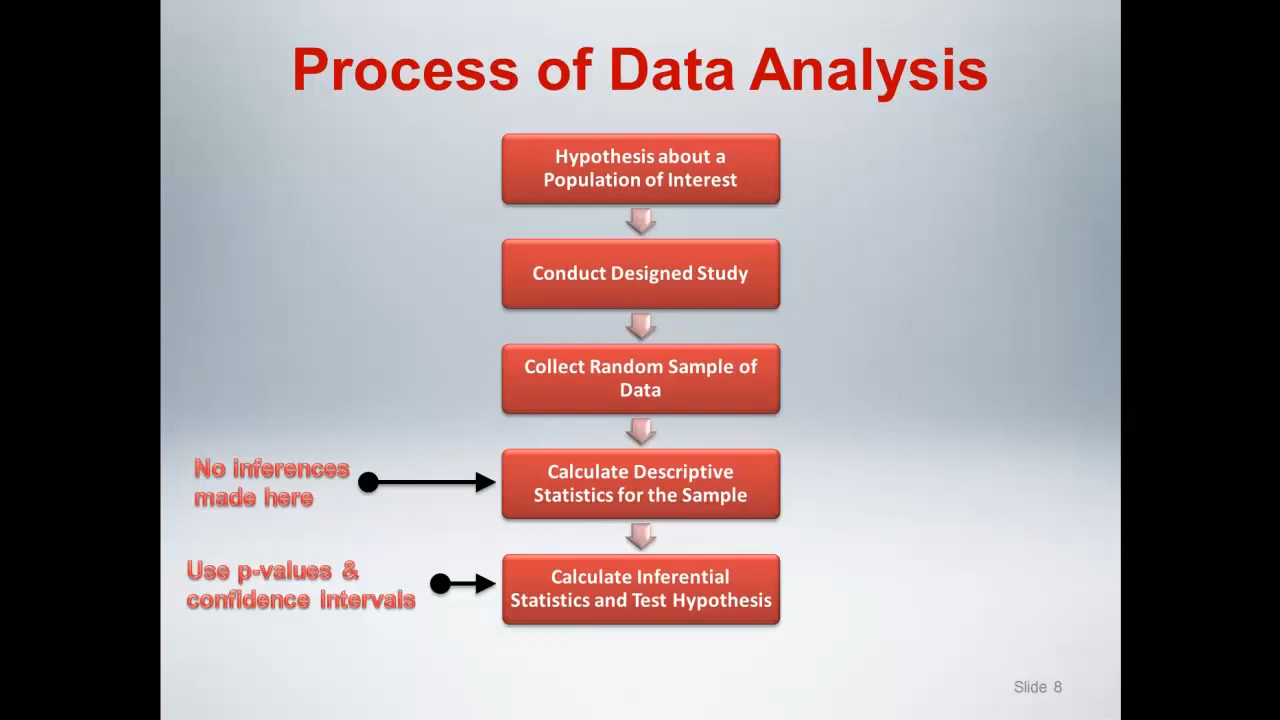 Process of Data Analysis
Hypothesis about a
Population of Interest
Conduct Designed Study
Collect Random Sample of
Data
No inferences
made here
Calculate Descriptive
Statistics for the Sample
Use p-values &
confidence intervals
Calculate Inferential
Statistics and Test Hypothesis
Slide 8